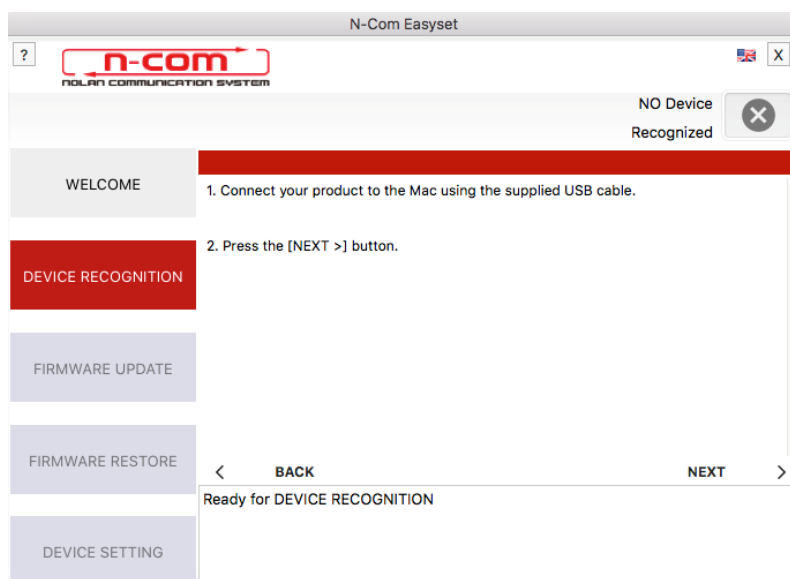 N-Com Easyset
?
n-com
NOLAN COMMUNICATION SYSTEM
X
NO Device
Recognized
WELCOME
DEVICE RECOGNITION
FIRMWARE UPDATE
FIRMWARE RESTORE
DEVICE SETTING
1. Connect your product to the Mac using the supplied USB cable.
2. Press the [NEXT >] button.
< BACK
NEXT >
Ready for DEVICE RECOGNITION